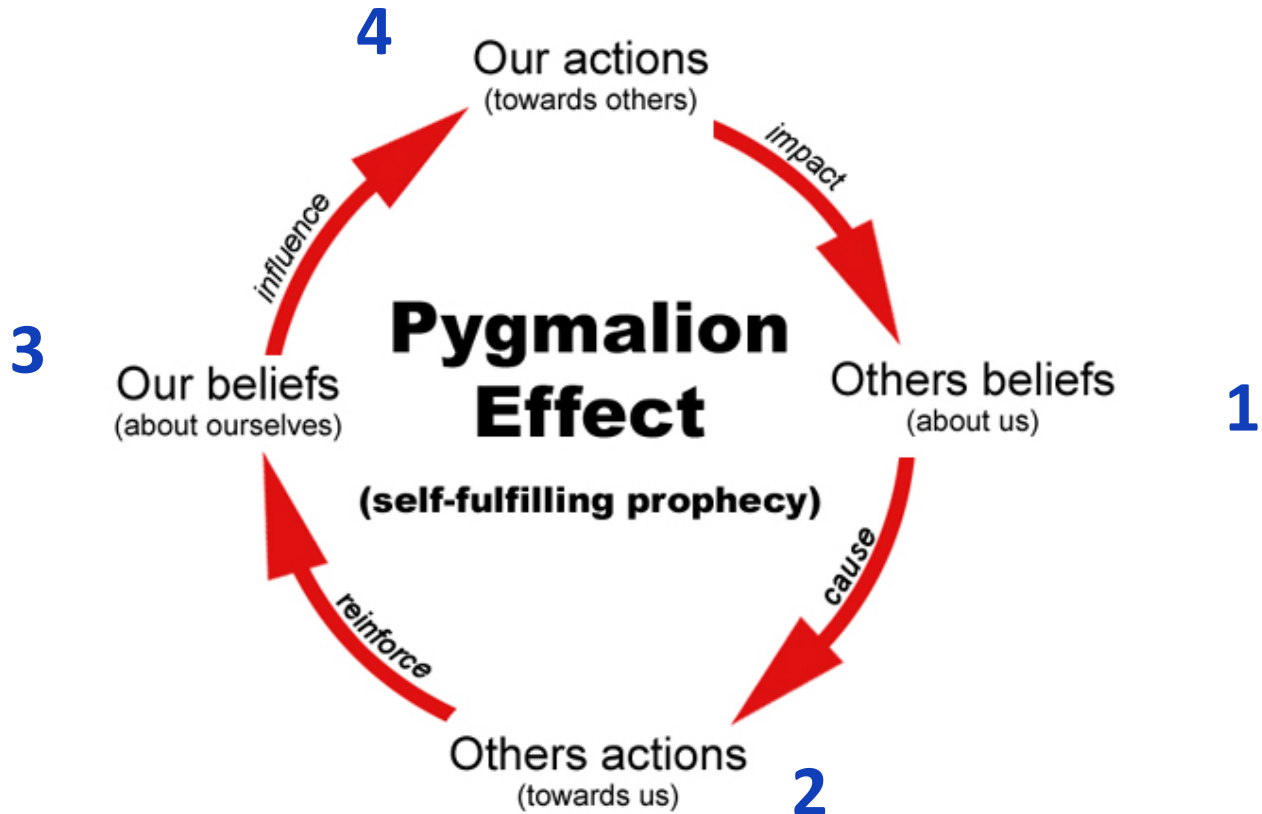 4
Our actions
(towards others)
impact
influence
Pygmalion
Effect
(self-fulfilling prophecy)
3
Our beliefs
(about ourselves)
Others beliefs
(about us)
1
cause
reinforce
Others actions
(towards us)
2